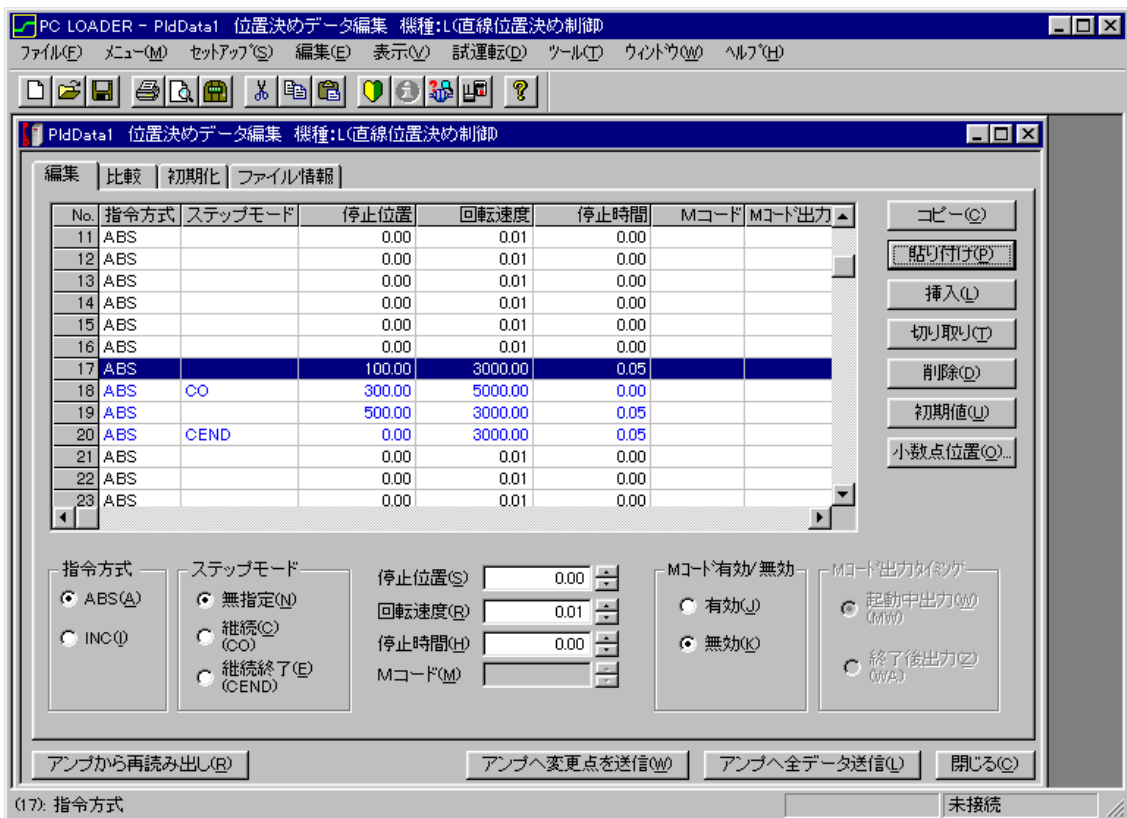 PC LOADER - PldData1 位置決めデータ編集 機種:L(直線位置決め制御)
ファイル(F) メニュー(M) セットアップ(S) 編集(E) 表示(V) 試運転(D) ツール(T) ウィンドウ(W) ヘルプ(H)
PldData1 位置決めデータ編集 機種:L(直線位置決め制御)
編集 比較 初期化 ファイル情報
No. 指令方式 ステップモード 停止位置 回転速度 停止時間 Mコード Mコード出力
11 ABS 0.00 0.01 0.00
12 ABS 0.00 0.01 0.00
13 ABS 0.00 0.01 0.00
14 ABS 0.00 0.01 0.00
15 ABS 0.00 0.01 0.00
16 ABS 0.00 0.01 0.00
17 ABS 100.00 3000.00 0.05
18 ABS CO 300.00 5000.00 0.00
19 ABS 500.00 3000.00 0.05
20 ABS CEND 0.00 3000.00 0.05
21 ABS 0.00 0.01 0.00
22 ABS 0.00 0.01 0.00
23 ABS 0.00 0.01 0.00
コピー(C)
貼り付け(P)
挿入(L)
切り取り(T)
削除(D)
初期値(U)
小数点位置(O)...
指令方式
ABS(A)
INC(I)
ステップモード
無指定(N)
継続(C)
(CO)
継続終了(E)
(CEND)
停止位置(S) 0.00
回転速度(R) 0.01
停止時間(H) 0.00
Mコード(M)
Mコード有効/無効
有効(J)
無効(K)
Mコード出力タイミング
起動中出力(W)
(MW)
終了後出力(Z)
(WA)
アンプから再読み出し(R) アンプへ変更点を送信(W) アンプへ全データ送信(L) 閉じる(C)
(17): 指令方式 未接続